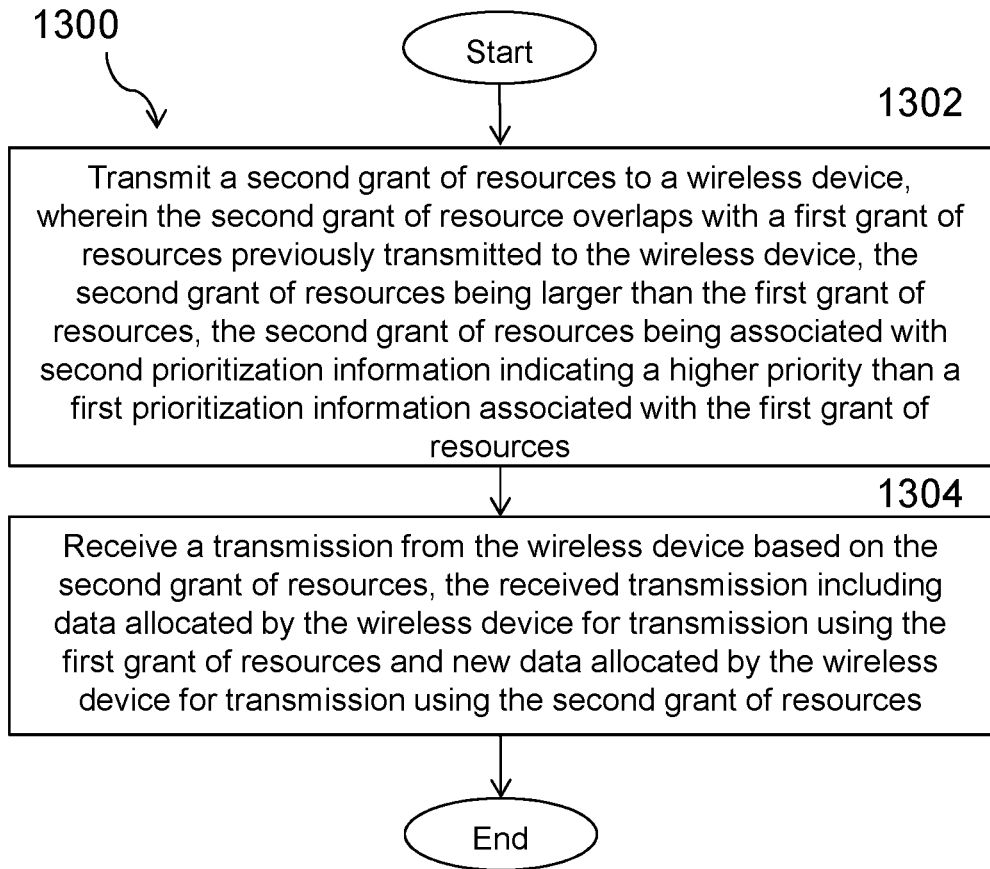 1300
Start
1302
Transmit a second grant of resources to a wireless device,
wherein the second grant of resource overlaps with a first grant of
resources previously transmitted to the wireless device, the
second grant of resources being larger than the first grant of
resources, the second grant of resources being associated with
second prioritization information indicating a higher priority than a
first prioritization information associated with the first grant of
resources
1304
Receive a transmission from the wireless device based on the
second grant of resources, the received transmission including
data allocated by the wireless device for transmission using the
first grant of resources and new data allocated by the wireless
device for transmission using the second grant of resources
End